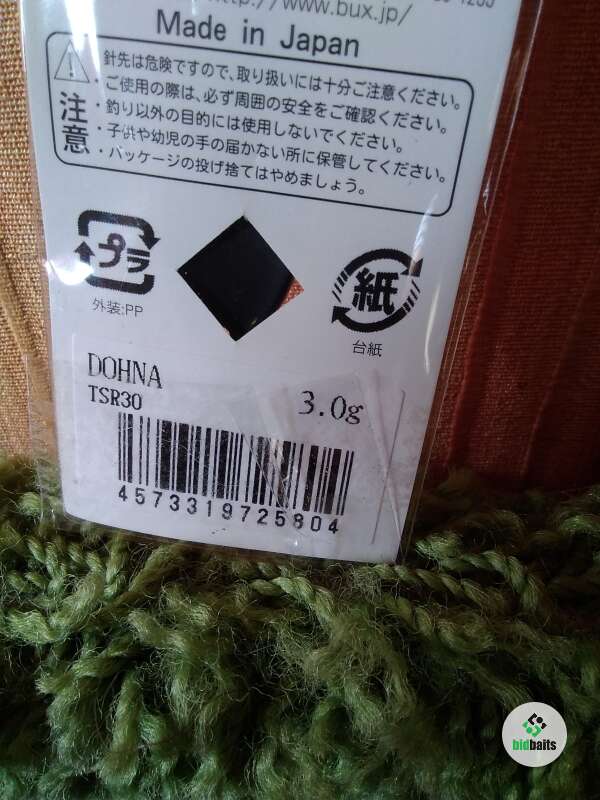 http://www.bux.jp/
Made in Japan
注意
・針先は危険ですので、取り扱いには十分ご注意ください。
・ご使用の際は、必ず周囲の安全をご確認ください。
・釣り以外の目的には使用しないでください。
・子供や幼児の手の届かない所に保管してください。
・パッケージの投げ捨てはやめましょう。
プラ
外装:PP
紙
台紙
DOHNA
TSR30
3.0g
4573319725804
bidbaits